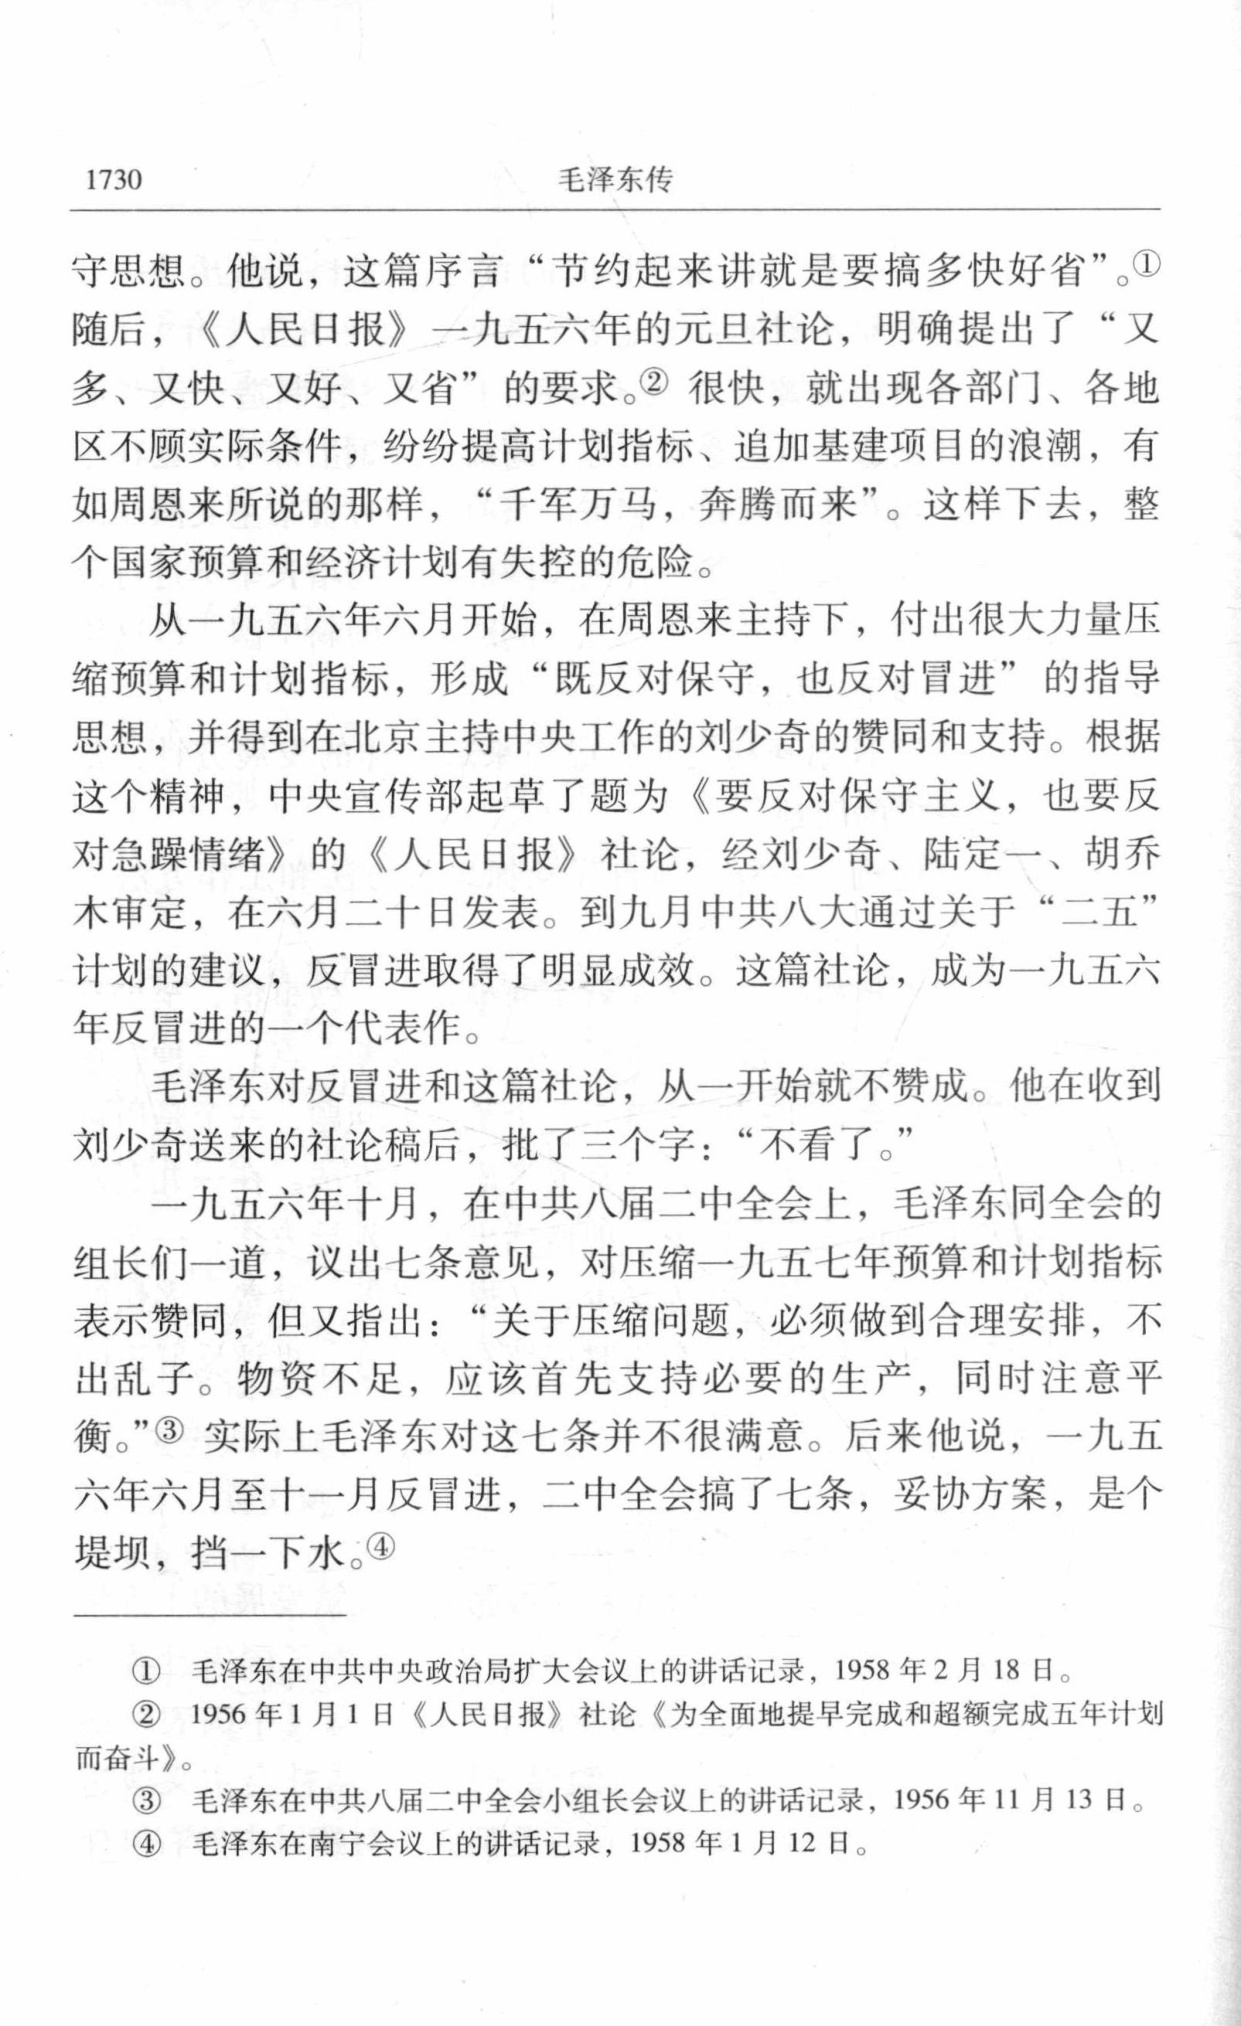 1730
毛泽东传
守思想。他说，这篇序言“节约起来讲就是要搞多快好省”。①
随后，《人民日报》一九五六年的元旦社论，明确提出了“又
多、又快、又好、又省”的要求。② 很快，就出现各部门、各地
区不顾实际条件，纷纷提高计划指标、追加基建项目的浪潮，有
如周恩来所说的那样，“千军万马，奔腾而来”。这样下去，整
个国家预算和经济计划有失控的危险。
从一九五六年六月开始，在周恩来主持下，付出很大力量压
缩预算和计划指标，形成“既反对保守，也反对冒进”的指导
思想，并得到在北京主持中央工作的刘少奇的赞同和支持。根据
这个精神，中央宣传部起草了题为《要反对保守主义，也要反
对急躁情绪》的《人民日报》社论，经刘少奇、陆定一、胡乔
木审定，在六月二十日发表。到九月中共八大通过关于“二五”
计划的建议，反冒进取得了明显成效。这篇社论，成为一九五六
年反冒进的一个代表作。
毛泽东对反冒进和这篇社论，从一开始就不赞成。他在收到
刘少奇送来的社论稿后，批了三个字：“不看了。”
一九五六年十月，在中共八届二中全会上，毛泽东同全会的
组长们一道，议出七条意见，对压缩一九五七年预算和计划指标
表示赞同，但又指出：“关于压缩问题，必须做到合理安排，不
出乱子。物资不足，应该首先支持必要的生产，同时注意平
衡。”③ 实际上毛泽东对这七条并不很满意。后来他说，一九五
六年六月至十一月反冒进，二中全会搞了七条，妥协方案，是个
堤坝，挡一下水。④
① 毛泽东在中共中央政治局扩大会议上的讲话记录，1958 年 2 月 18 日。
② 1956 年 1 月 1 日《人民日报》社论《为全面地提早完成和超额完成五年计划
而奋斗》。
③ 毛泽东在中共八届二中全会小组长会议上的讲话记录，1956 年 11 月 13 日。
④ 毛泽东在南宁会议上的讲话记录，1958 年 1 月 12 日。